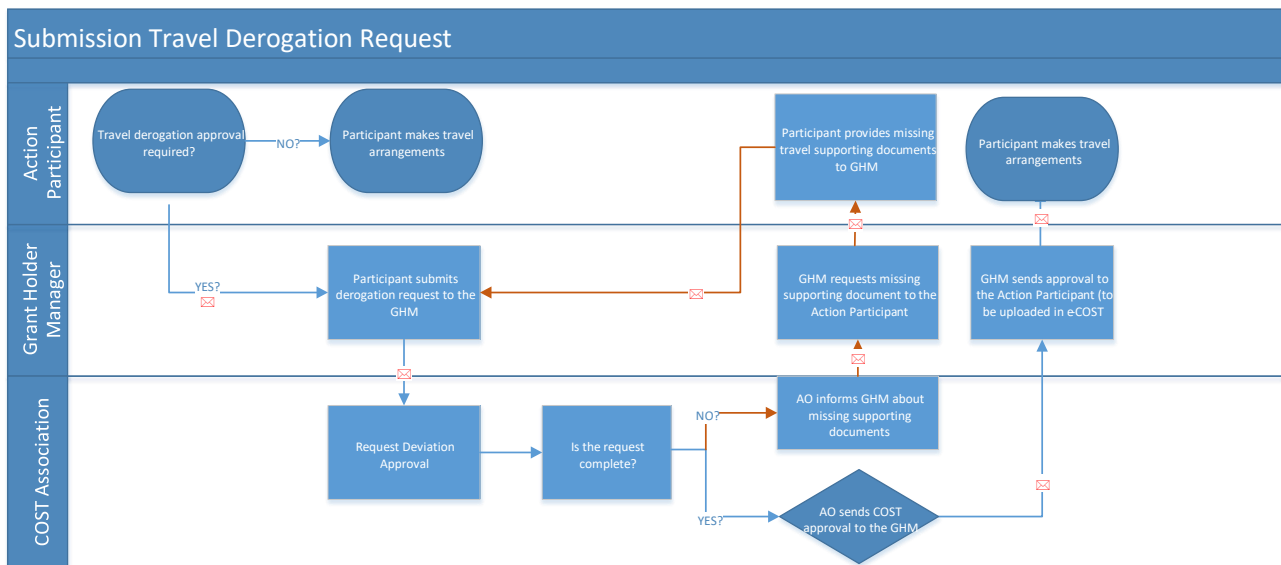 Submission Travel Derogation Request
Action
Participant
Travel derogation approval
required?
NO?
Participant makes travel
arrangements
Participant provides missing
travel supporting documents
to GHM
Participant makes travel
arrangements
Grant Holder
Manager
YES?
Participant submits
derogation request to the
GHM
GHM requests missing
supporting document to the
Action Participant
GHM sends approval to
the Action Participant (to
be uploaded in e-COST
COST Association
Request Deviation
Approval
Is the request
complete?
NO?
AO informs GHM about
missing supporting
documents
YES?
AO sends COST
approval to the GHM